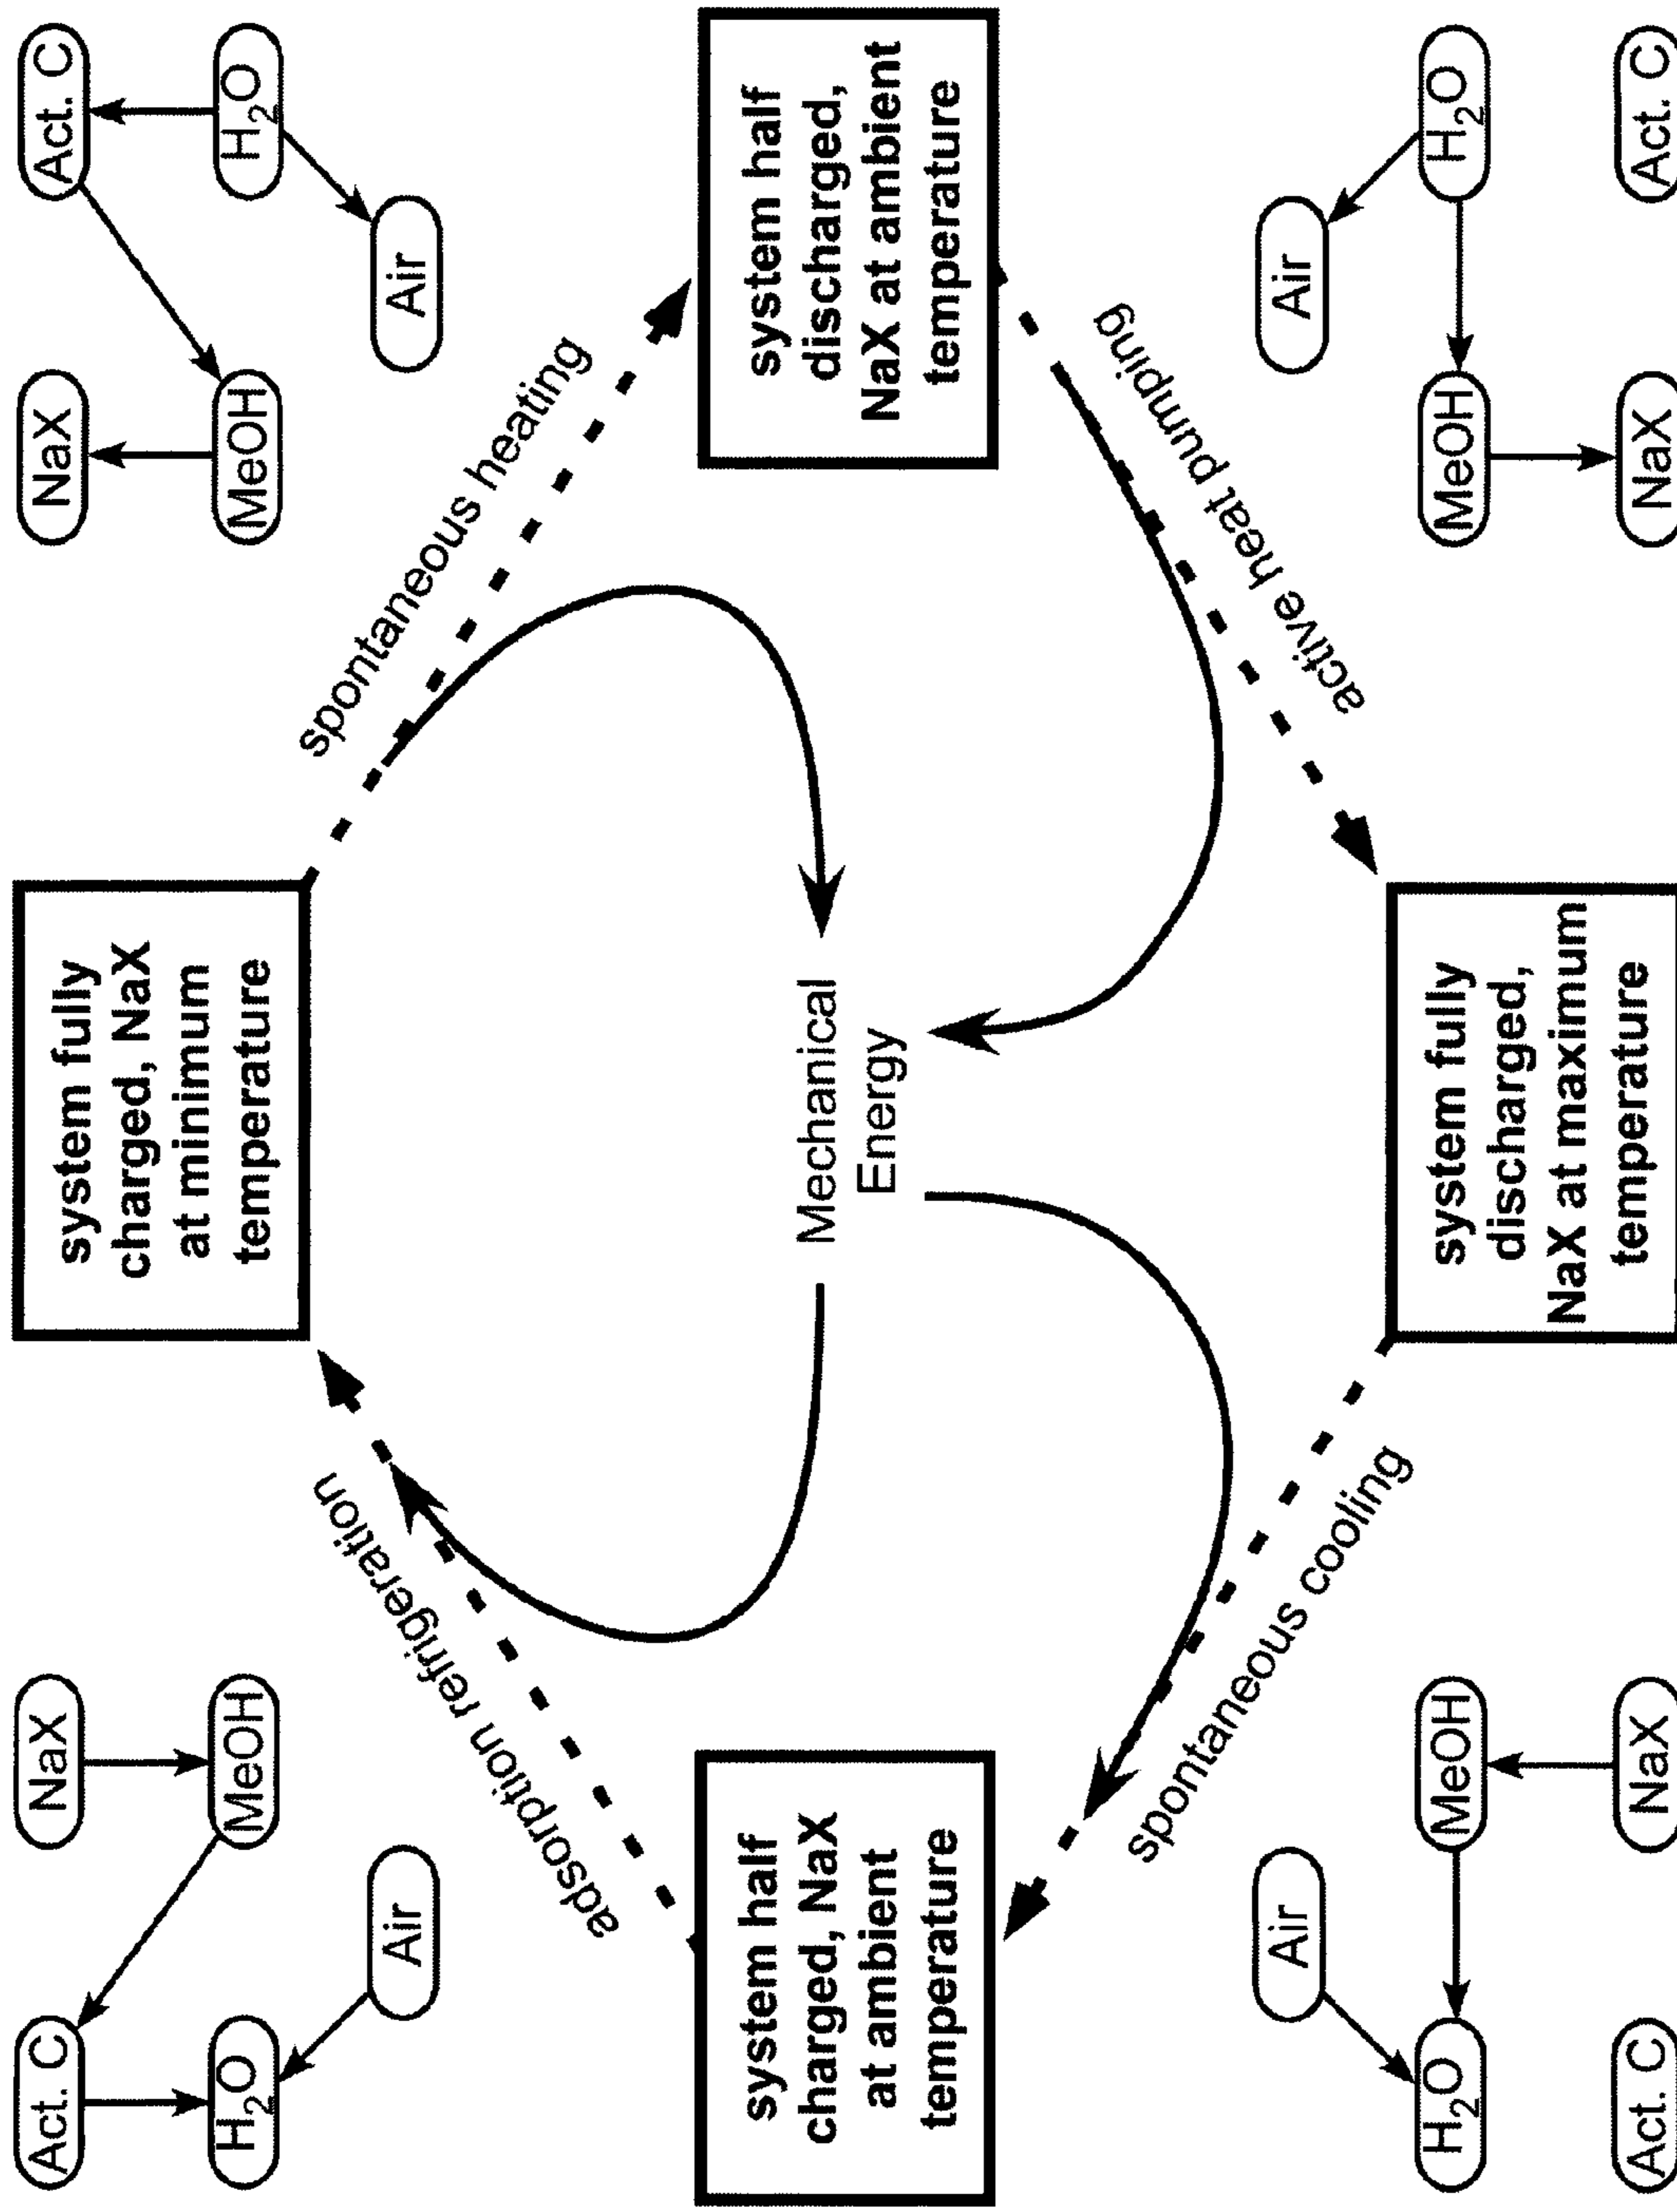 Act. C
NaX
H₂O
MeOH
Air
system fully
charged, NaX
at minimum
temperature
NaX
Act. C
MeOH
H₂O
Air
adsorption refrigeration
spontaneous heating
system half
charged, NaX
at ambient
temperature
Mechanical
Energy
system half
discharged,
NaX at ambient
temperature
spontaneous cooling
active heat pumping
Air
H₂O
MeOH
Act. C
NaX
system fully
discharged,
NaX at maximum
temperature
Air
MeOH
H₂O
NaX
Act. C